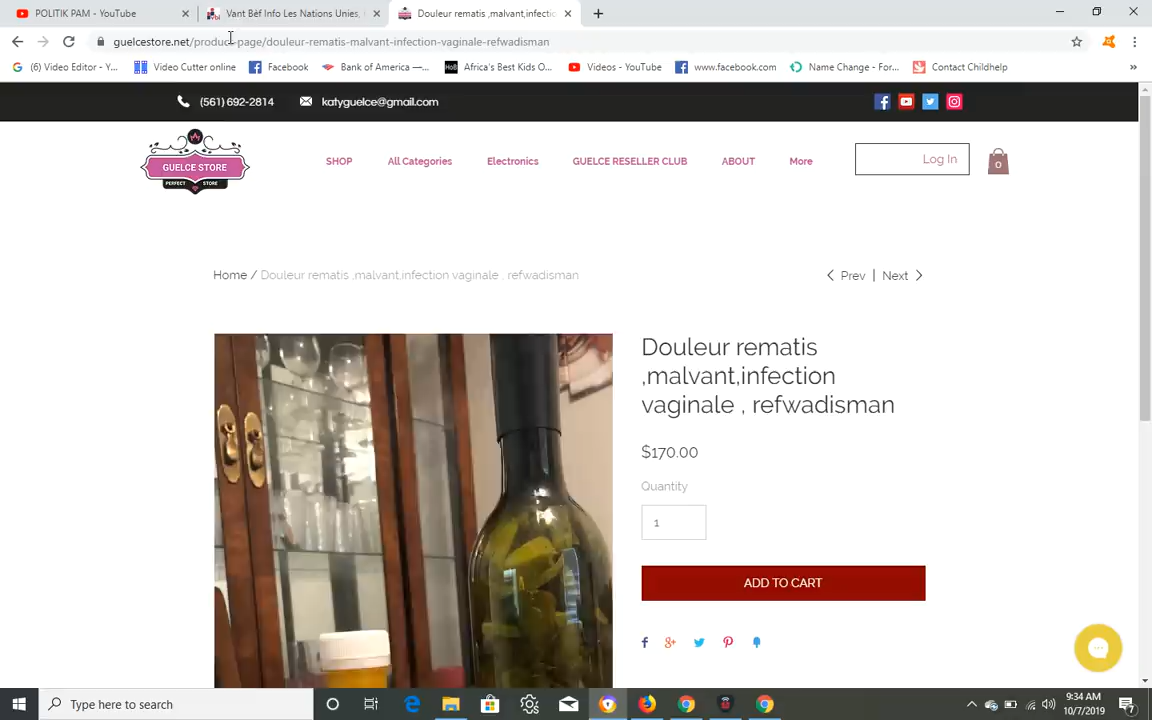 POLITIK PAM - YouTube
Vant Bèf Info Les Nations Unies,
Douleur rematis ,malvant,infectio
guelcestore.net/product-page/douleur-rematis-malvant-infection-vaginale-refwadisman
(6) Video Editor - Y...
Video Cutter online
Facebook
Bank of America —...
Africa's Best Kids O...
Videos - YouTube
www.facebook.com
Name Change - For...
Contact Childhelp
»
(561) 692-2814
katyguelce@gmail.com
GUELCE STORE
PERFECT STORE
SHOP
All Categories
Electronics
GUELCE RESELLER CLUB
ABOUT
More
Log In
0
Home / Douleur rematis ,malvant,infection vaginale , refwadisman
Prev | Next
Douleur rematis
,malvant,infection
vaginale , refwadisman
$170.00
Quantity
1
ADD TO CART
Type here to search
9:34 AM
10/7/2019
7